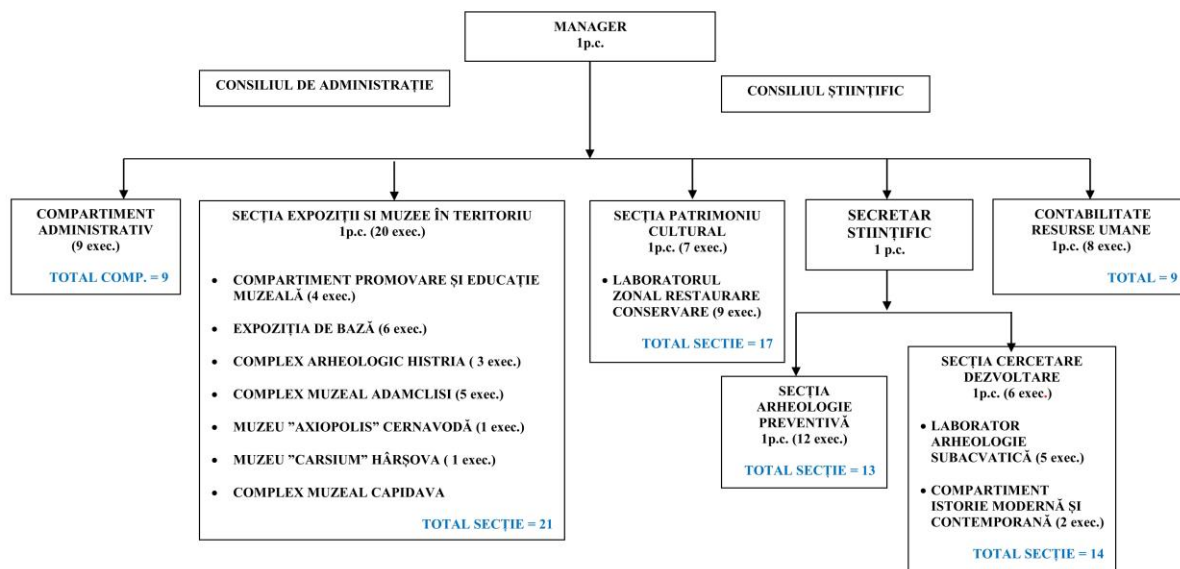 MANAGER
1p.c.
CONSILIUL DE ADMINISTRAȚIE
CONSILIUL ȘTIINȚIFIC
COMPARTIMENT
ADMINISTRATIV
(9 exec.)
TOTAL COMP. = 9
SECȚIA EXPOZIȚII SI MUZEE ÎN TERITORIU
1p.c. (20 exec.)
• COMPARTIMENT PROMOVARE ȘI EDUCAȚIE
MUZEALĂ (4 exec.)
• EXPOZIȚIA DE BAZĂ (6 exec.)
• COMPLEX ARHEOLOGIC HISTRIA ( 3 exec.)
• COMPLEX MUZEAL ADAMCLISI (5 exec.)
• MUZEU ”AXIOPOLIS” CERNAVODĂ (1 exec.)
• MUZEU ”CARSIUM” HÂRȘOVA ( 1 exec.)
• COMPLEX MUZEAL CAPIDAVA
TOTAL SECȚIE = 21
SECȚIA PATRIMONIU
CULTURAL
1p.c. (7 exec.)
• LABORATORUL
ZONAL RESTAURARE
CONSERVARE (9 exec.)
TOTAL SECTIE = 17
SECRETAR
STIINȚIFIC
1 p.c.
CONTABILITATE
RESURSE UMANE
1p.c. (8 exec.)
TOTAL = 9
SECȚIA
ARHEOLOGIE
PREVENTIVĂ
1p.c. (12 exec.)
TOTAL SECȚIE = 13
SECȚIA CERCETARE
DEZVOLTARE
1p.c. (6 exec.)
• LABORATOR
ARHEOLOGIE
SUBACVATICĂ (5 exec.)
• COMPARTIMENT
ISTORIE MODERNĂ ȘI
CONTEMPORANĂ (2 exec.)
TOTAL SECȚIE = 14